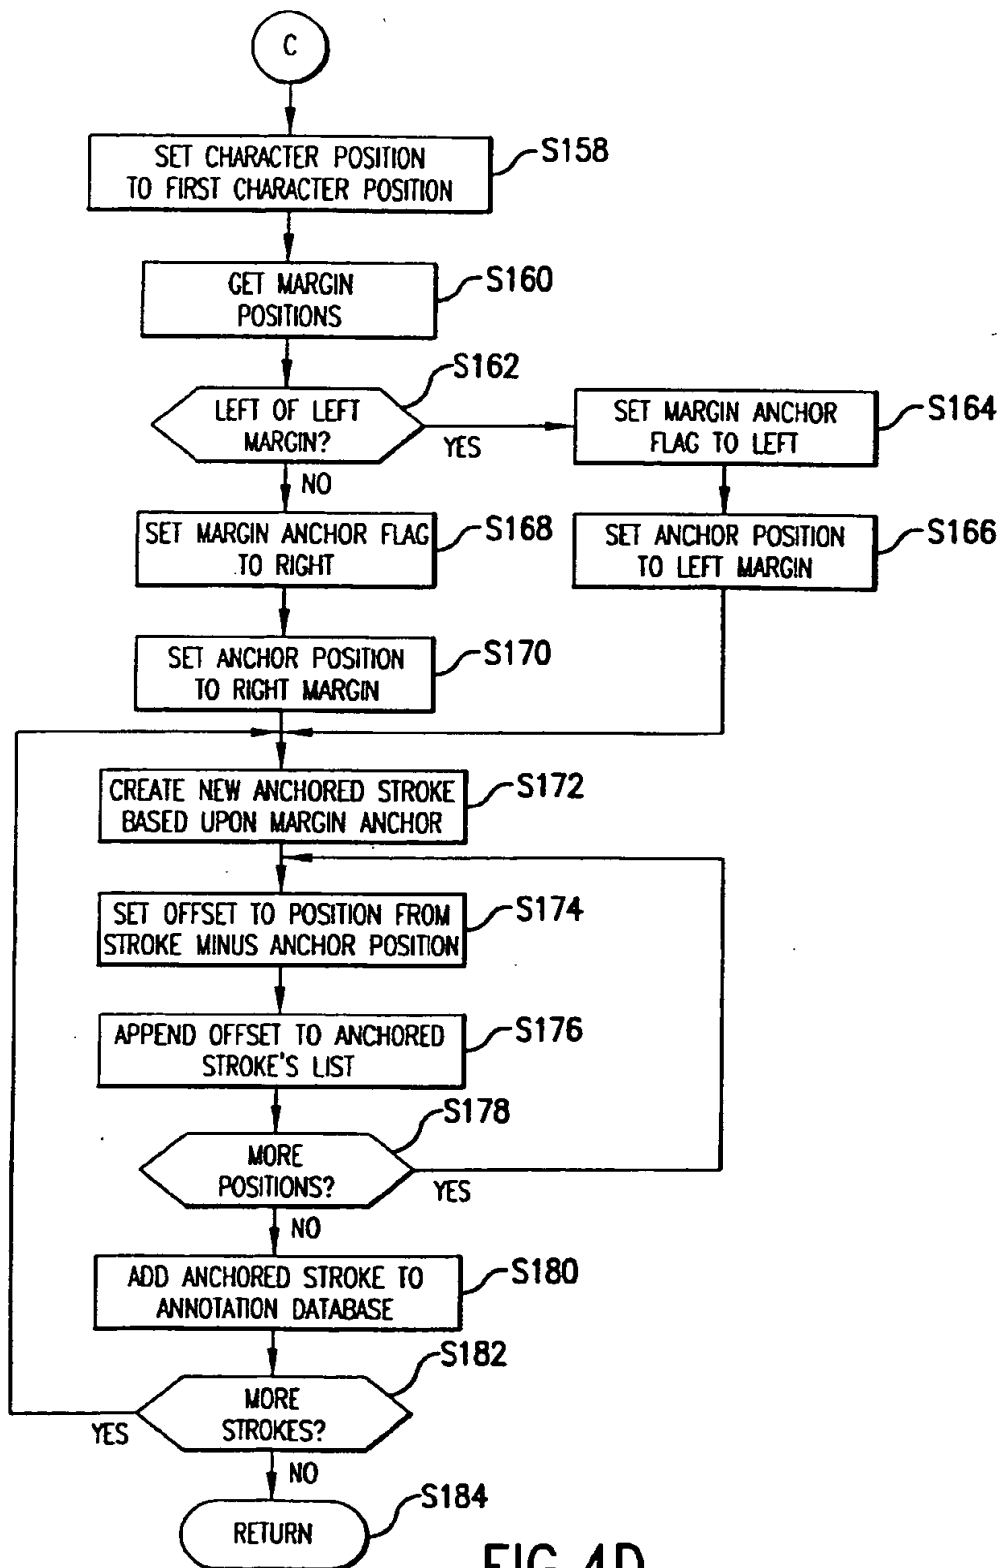 C
SET CHARACTER POSITION
TO FIRST CHARACTER POSITION
S158
GET MARGIN
POSITIONS
S160
LEFT OF LEFT
MARGIN?
S162
YES
NO
SET MARGIN ANCHOR
FLAG TO LEFT
S164
SET MARGIN ANCHOR FLAG
TO RIGHT
S168
SET ANCHOR POSITION
TO LEFT MARGIN
S166
SET ANCHOR POSITION
TO RIGHT MARGIN
S170
CREATE NEW ANCHORED STROKE
BASED UPON MARGIN ANCHOR
S172
SET OFFSET TO POSITION FROM
STROKE MINUS ANCHOR POSITION
S174
APPEND OFFSET TO ANCHORED
STROKE'S LIST
S176
MORE
POSITIONS?
S178
YES
NO
ADD ANCHORED STROKE TO
ANNOTATION DATABASE
S180
MORE
STROKES?
S182
YES
NO
RETURN
S184
FIG. 4D